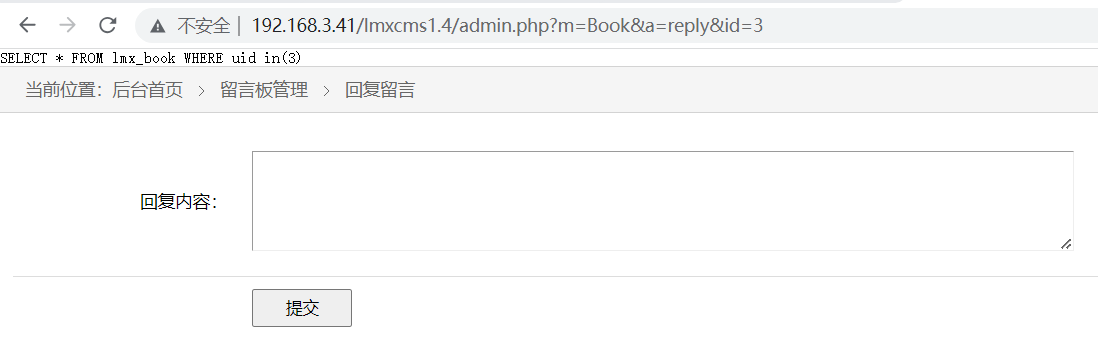 不安全 | 192.168.3.41/lmxcms1.4/admin.php?m=Book&a=reply&id=3
SELECT * FROM lmx_book WHERE uid in(3)
当前位置：后台首页 > 留言板管理 > 回复留言
回复内容：
提交